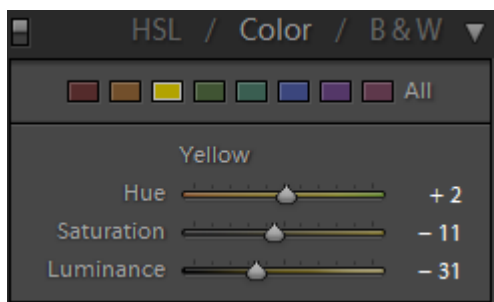 HSL / Color / B & W
All
Yellow
Hue + 2
Saturation – 11
Luminance – 31